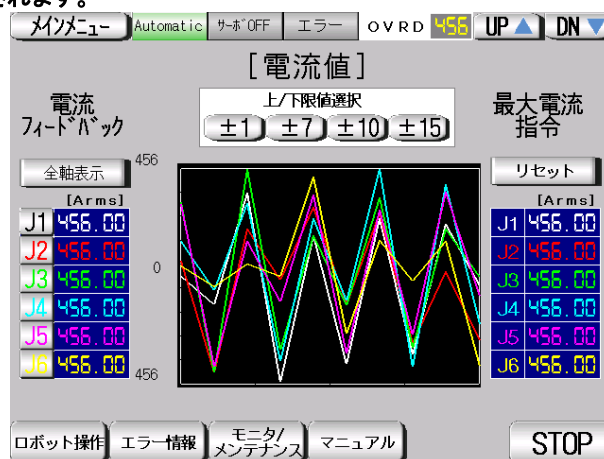 されます。
メインメニュー Automatic サーボOFF エラー OVRD 456 UP▲ DN▼
[電流値]
電流
フィードバック
上/下限値選択
±1 ±7 ±10 ±15
最大電流
指令
全軸表示
456
リセット
[Arms]
[Arms]
J1 456.00
J2 456.00
J3 456.00
J4 456.00
J5 456.00
J6 456.00
0
456
J1 456.00
J2 456.00
J3 456.00
J4 456.00
J5 456.00
J6 456.00
ロボット操作 エラー情報 モニタ/
メンテナンス マニュアル STOP